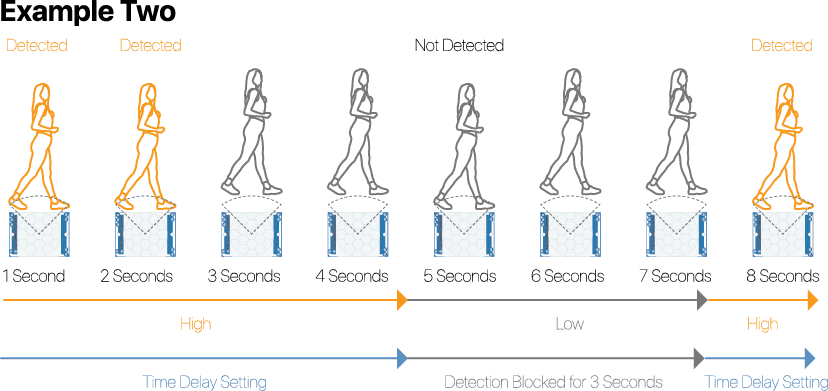 Example Two
Detected
Detected
Not Detected
Detected
1 Second
2 Seconds
3 Seconds
4 Seconds
5 Seconds
6 Seconds
7 Seconds
8 Seconds
High
Low
High
Time Delay Setting
Detection Blocked for 3 Seconds
Time Delay Setting